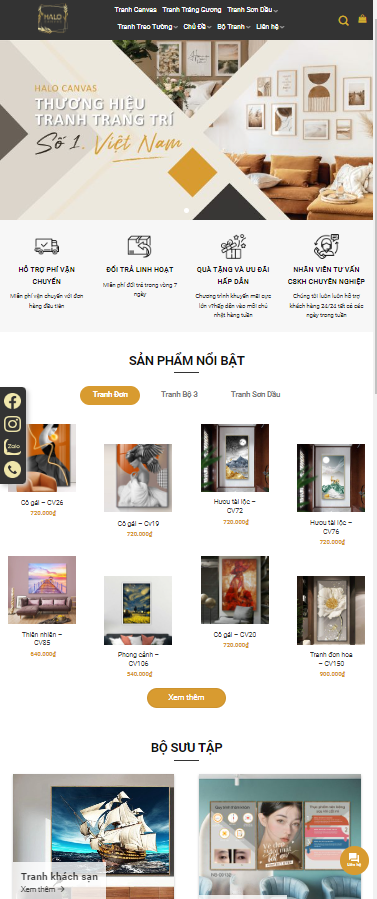 HALO
Tranh Canvas
Tranh Tráng Gương
Tranh Sơn Dầu
Tranh Treo Tường
Chủ Đề
Bộ Tranh
Liên hệ
HALO CANVAS
THƯƠNG HIỆU
TRANH TRANG TRÍ
Số 1. Việt Nam
HỖ TRỢ PHÍ VẬN
CHUYỂN
Miễn phí vận chuyển với đơn
hàng đầu tiên
ĐỔI TRẢ LINH HOẠT
Miễn phí đổi trả trong vòng 7
ngày
QUÀ TẶNG VÀ ƯU ĐÃI
HẤP DẪN
Chương trình khuyến mãi cực
lớn và hấp dẫn vào mỗi chủ
nhật hàng tuần
NHÂN VIÊN TƯ VẤN
CSKH CHUYÊN NGHIỆP
Chúng tôi luôn luôn hỗ trợ
khách hàng 24/24 tất cả các
ngày trong tuần
SẢN PHẨM NỔI BẬT
Tranh Đơn
Tranh Bộ 3
Tranh Sơn Dầu
Zalo
Cô gái – CV26
720.000₫
Cô gái – Cv19
720.000₫
Hươu tài lộc –
CV72
720.000₫
Hươu tài lộc –
CV76
720.000₫
Thiên nhiên –
CV85
640.000₫
Phong cảnh –
CV106
540.000₫
Cô gái – CV20
720.000₫
Tranh đơn hoa
– CV150
900.000₫
Xem thêm
BỘ SƯU TẬP
Tranh khách sạn
Xem thêm →
Liên hệ